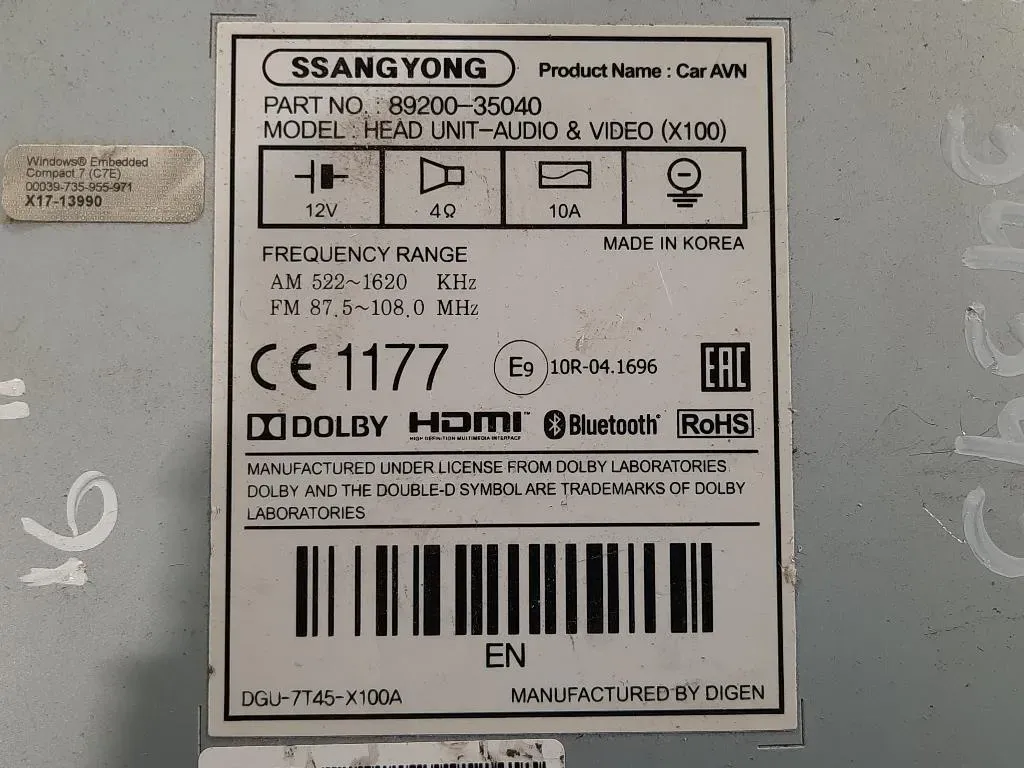 SSANGYONG Product Name : Car AVN
PART NO. : 89200-35040
MODEL : HEAD UNIT-AUDIO & VIDEO (X100)
12V 4Ω 10A
MADE IN KOREA
FREQUENCY RANGE
AM 522~1620 KHz
FM 87.5~108.0 MHz
CE 1177 E9 10R-04.1696 EAC
DOLBY HDMI™ Bluetooth® RoHS
HIGH DEFINITION MULTIMEDIA INTERFACE
MANUFACTURED UNDER LICENSE FROM DOLBY LABORATORIES.
DOLBY AND THE DOUBLE-D SYMBOL ARE TRADEMARKS OF DOLBY
LABORATORIES
EN
DGU-7T45-X100A MANUFACTURED BY DIGEN
Windows® Embedded
Compact 7 (C7E)
00039-735-955-971
X17-13990